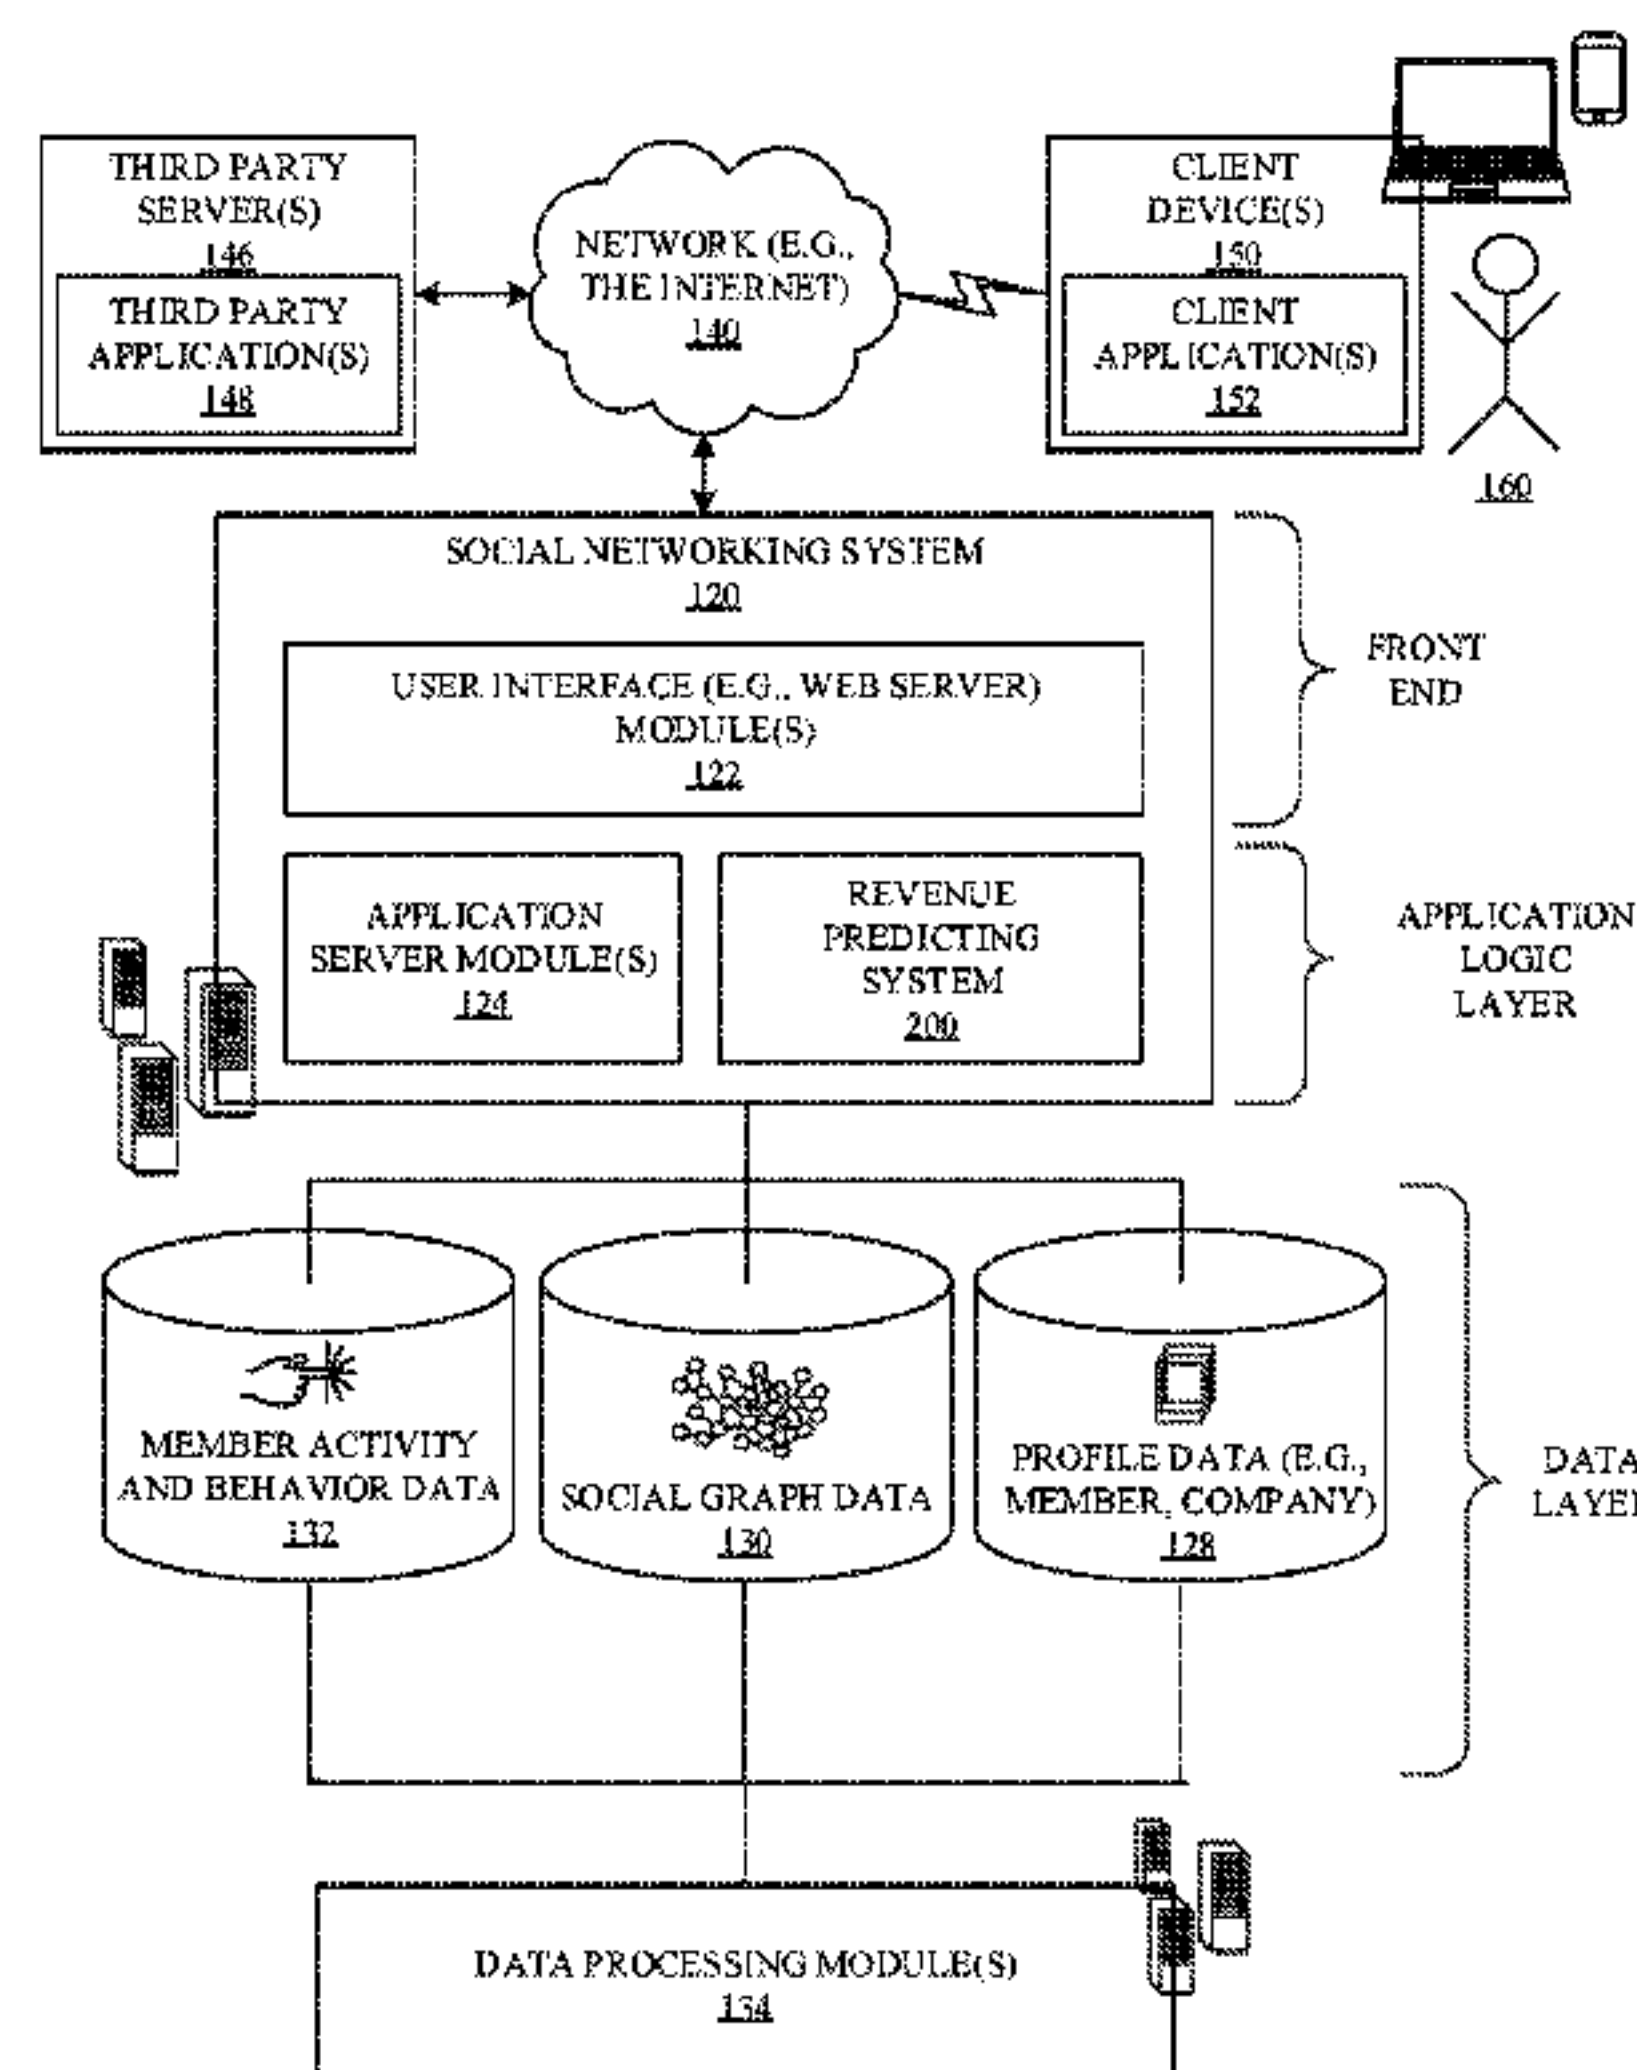 THIRD PARTY
SERVER(S)
146
THIRD PARTY
APPLICATION(S)
148
NETWORK (E.G.,
THE INTERNET)
140
CLIENT
DEVICE(S)
150
CLIENT
APPLICATION(S)
152
160
SOCIAL NETWORKING SYSTEM
120
USER INTERFACE (E.G., WEB SERVER)
MODULE(S)
122
FRONT
END
APPLICATION
SERVER MODULE(S)
124
REVENUE
PREDICTING
SYSTEM
200
APPLICATION
LOGIC
LAYER
MEMBER ACTIVITY
AND BEHAVIOR DATA
132
SOCIAL GRAPH DATA
130
PROFILE DATA (E.G.,
MEMBER, COMPANY)
128
DATA
LAYER
DATA PROCESSING MODULE(S)
134